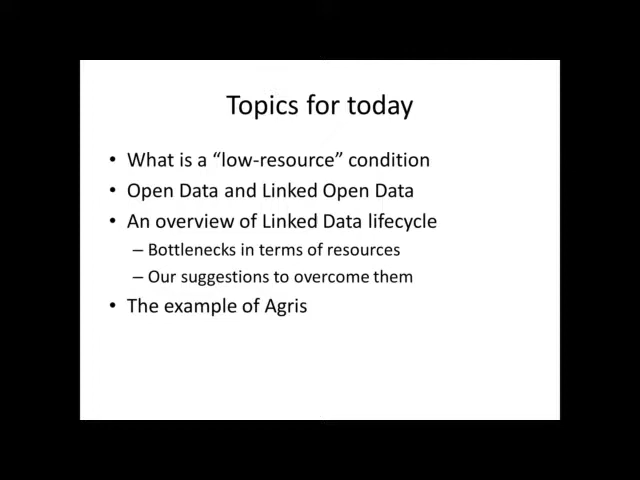 Topics for today
• What is a “low-resource” condition
• Open Data and Linked Open Data
• An overview of Linked Data lifecycle
– Bottlenecks in terms of resources
– Our suggestions to overcome them
• The example of Agris